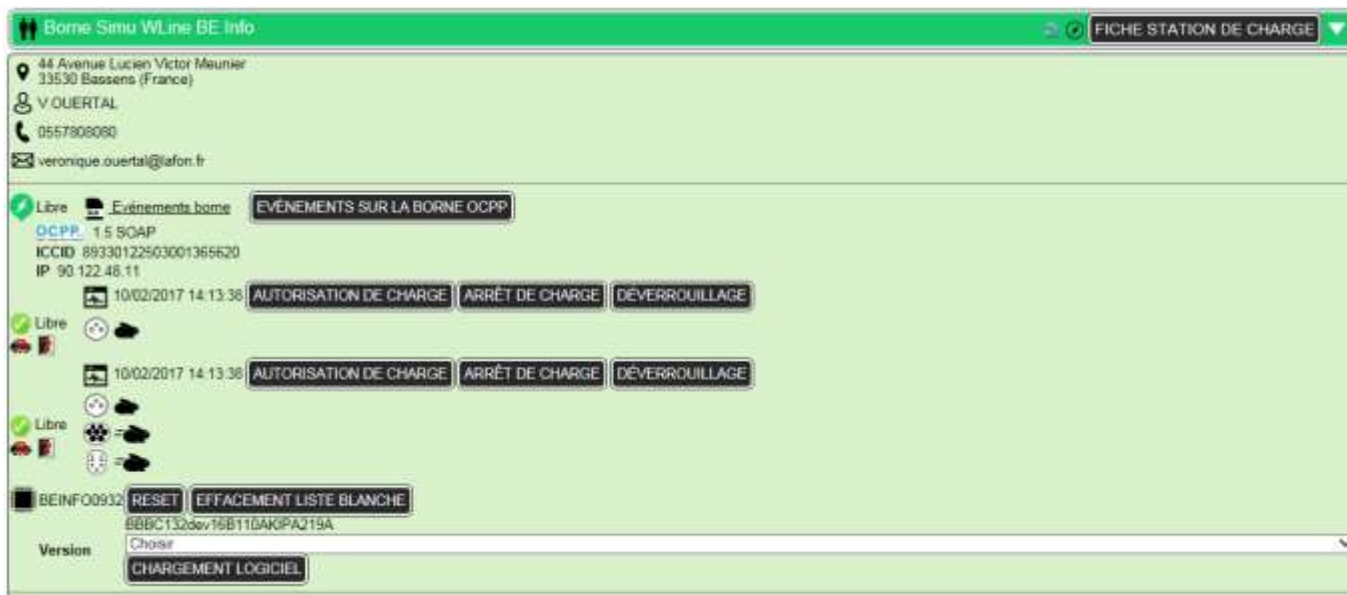 Borne Simu WLine BE Info FICHE STATION DE CHARGE
44 Avenue Lucien Victor Meunier
33530 Bassens (France)
V OUERTAL
0557808080
veronique.ouertal@lafon.fr
Libre Evénements borne EVÉNEMENTS SUR LA BORNE OCPP
OCPP 1.5 SOAP
ICCID 89330122503001365620
IP 90.122.48.11
10/02/2017 14:13:38 AUTORISATION DE CHARGE ARRÊT DE CHARGE DÉVERROUILLAGE
Libre
10/02/2017 14:13:38 AUTORISATION DE CHARGE ARRÊT DE CHARGE DÉVERROUILLAGE
Libre
BEINFO0932 RESET EFFACEMENT LISTE BLANCHE
BBBC132dev16B110AKIPA219A
Version Choisir
CHARGEMENT LOGICIEL